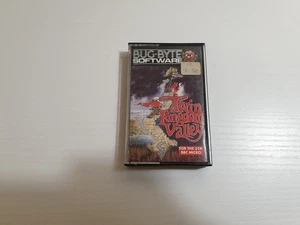 BUG-BYTE
SOFTWARE
Twin
Kingdom
Valley
FOR THE 32K
BBC MICRO